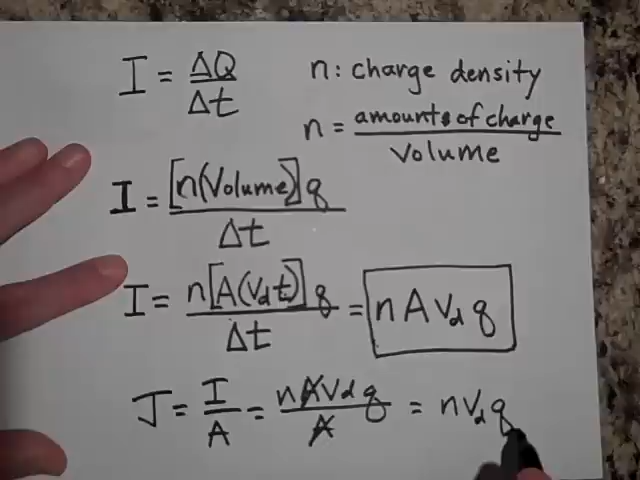 I = ΔQ/Δt
n: charge density
n = amounts of charge/Volume
I = [n(Volume)]q/Δt
I = n[A(Vdt)]q/Δt = nAVdq
J = I/A = nAVdq/A = nVdq